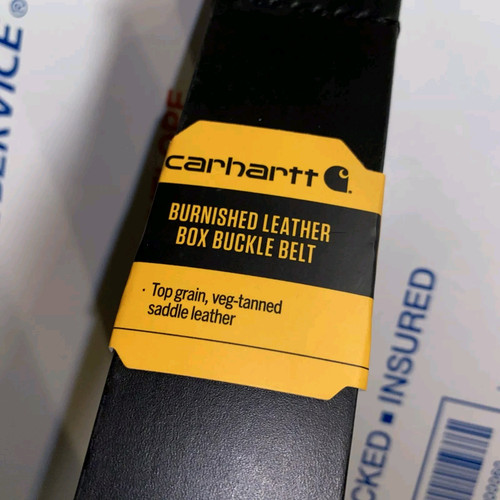 SERVICE®
carhartt
BURNISHED LEATHER
BOX BUCKLE BELT
· Top grain, veg-tanned
saddle leather
CKED ■ INSURED